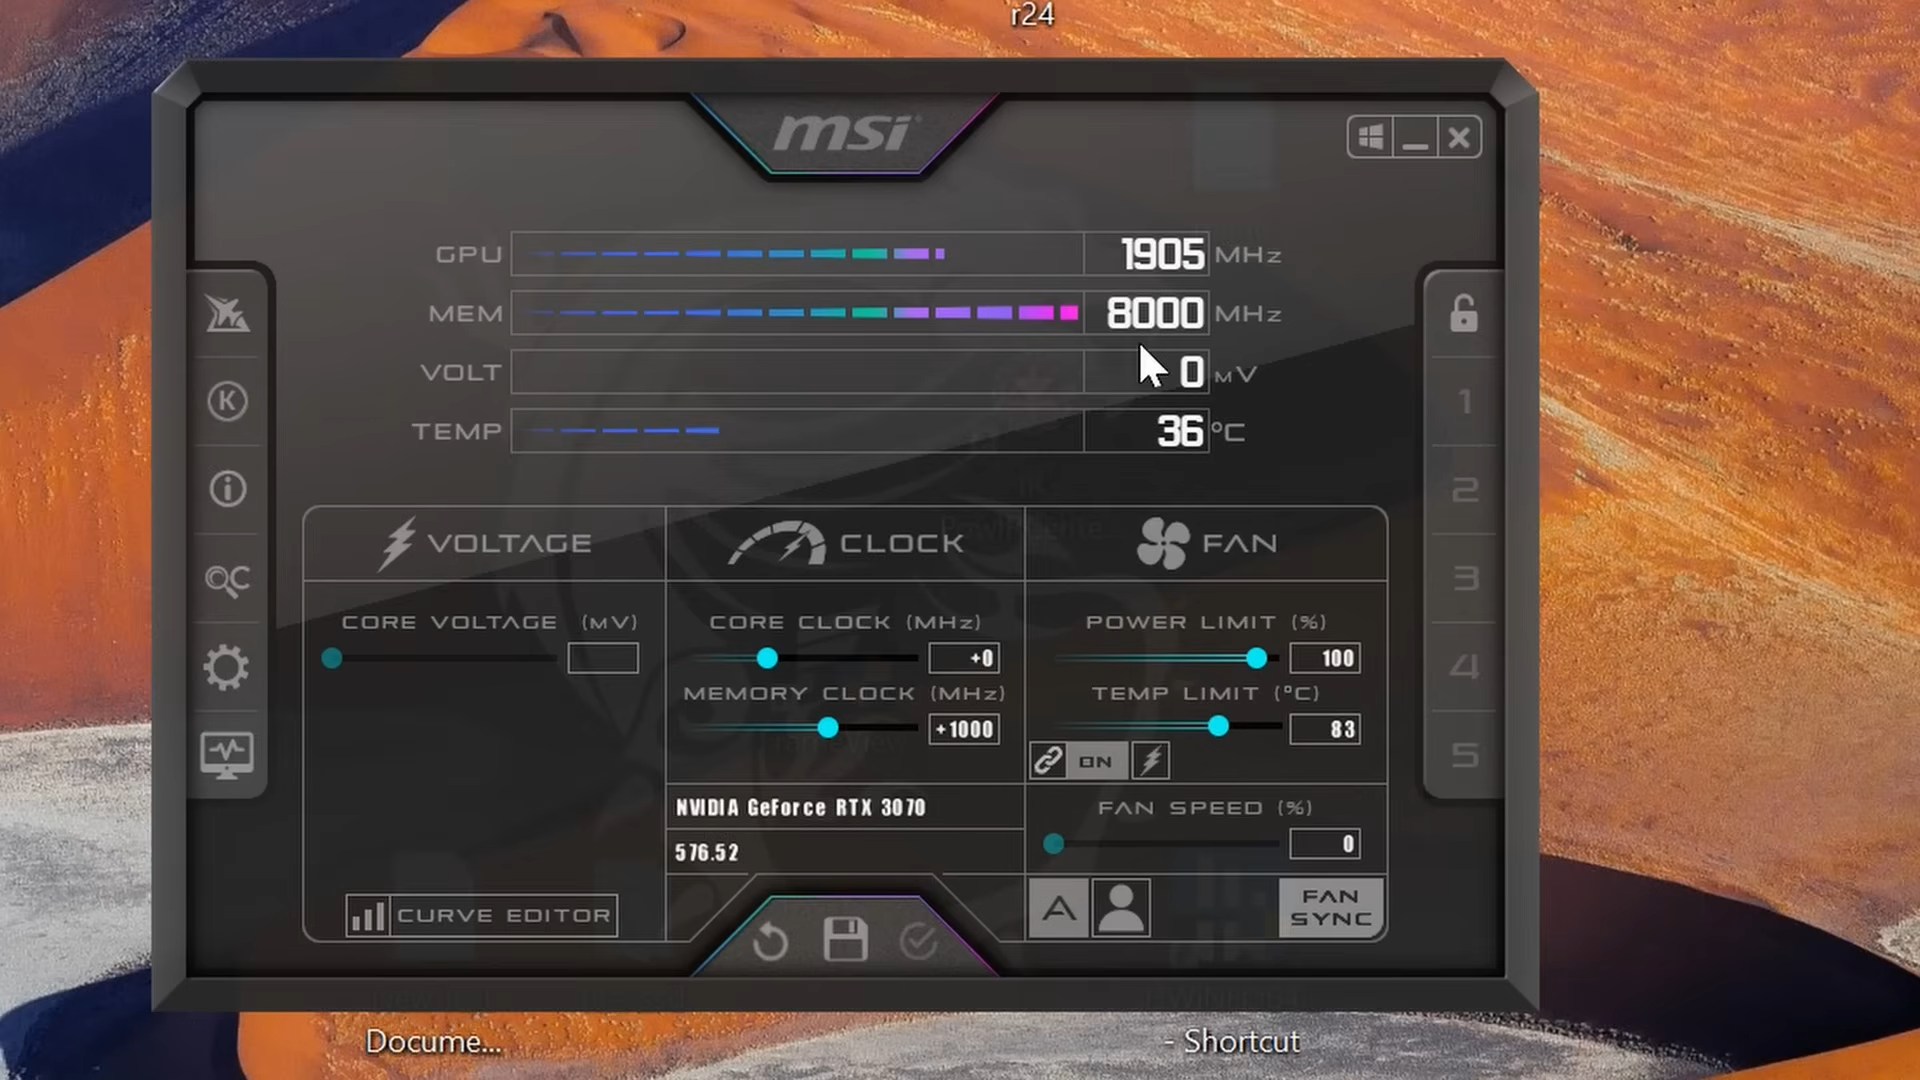 r24
msi
GPU 1905 MHz
MEM 8000 MHz
VOLT 0 mV
TEMP 36 °C
K
1
2
3
4
5
VOLTAGE
CORE VOLTAGE (MV)
CURVE EDITOR
CLOCK
CORE CLOCK (MHz)
+0
MEMORY CLOCK (MHz)
+1000
NVIDIA GeForce RTX 3070
576.52
FAN
POWER LIMIT (%)
100
TEMP LIMIT (°C)
83
ON
FAN SPEED (%)
0
A
FAN
SYNC
Docume...
- Shortcut